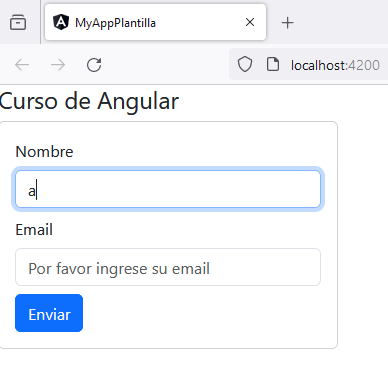 MyAppPlantilla
localhost:4200
Curso de Angular
Nombre
a
Email
Por favor ingrese su email
Enviar